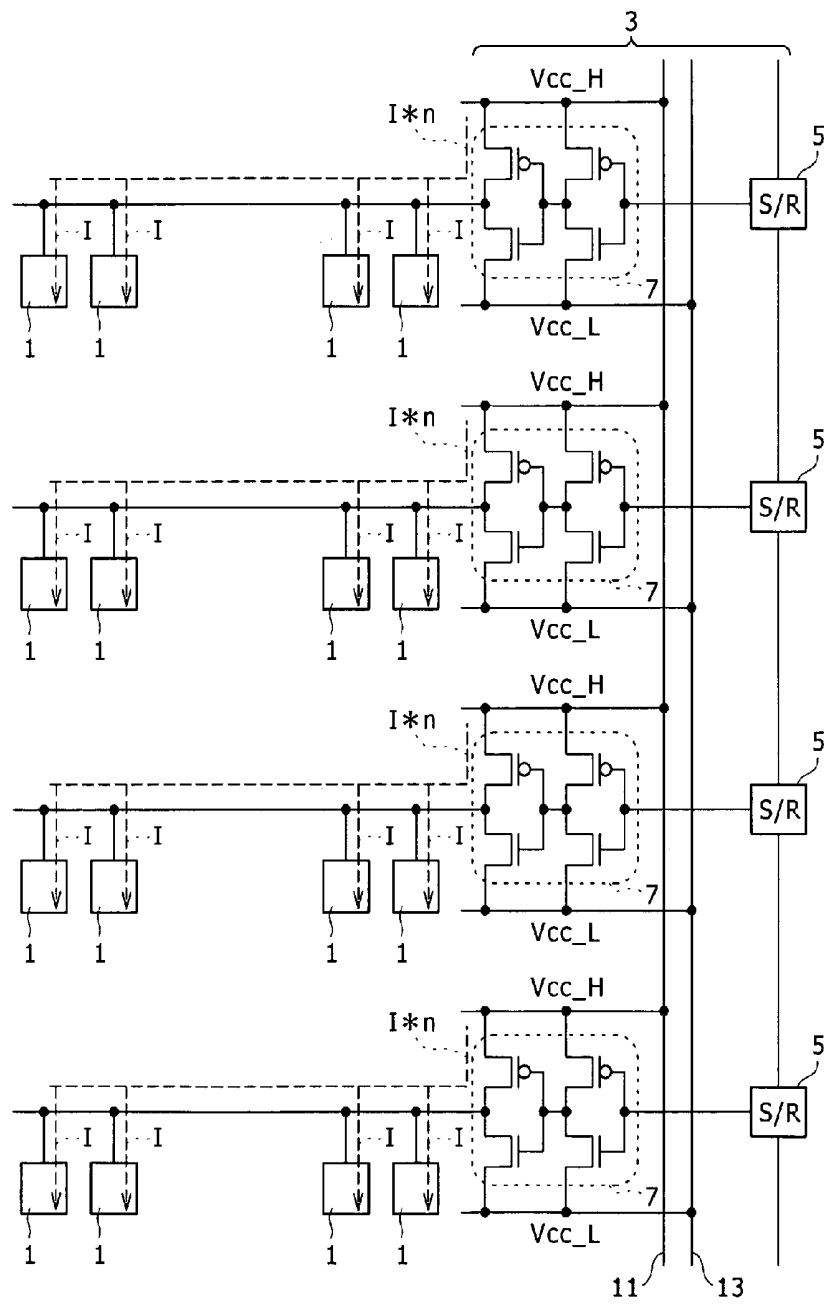 3
Vcc_H
I*n
5
S/R
I I I I
7
1 1 1 1
Vcc_L
Vcc_H
I*n
5
S/R
I I I I
7
1 1 1 1
Vcc_L
Vcc_H
I*n
5
S/R
I I I I
7
1 1 1 1
Vcc_L
Vcc_H
I*n
5
S/R
I I I I
7
1 1 1 1
Vcc_L
11 13